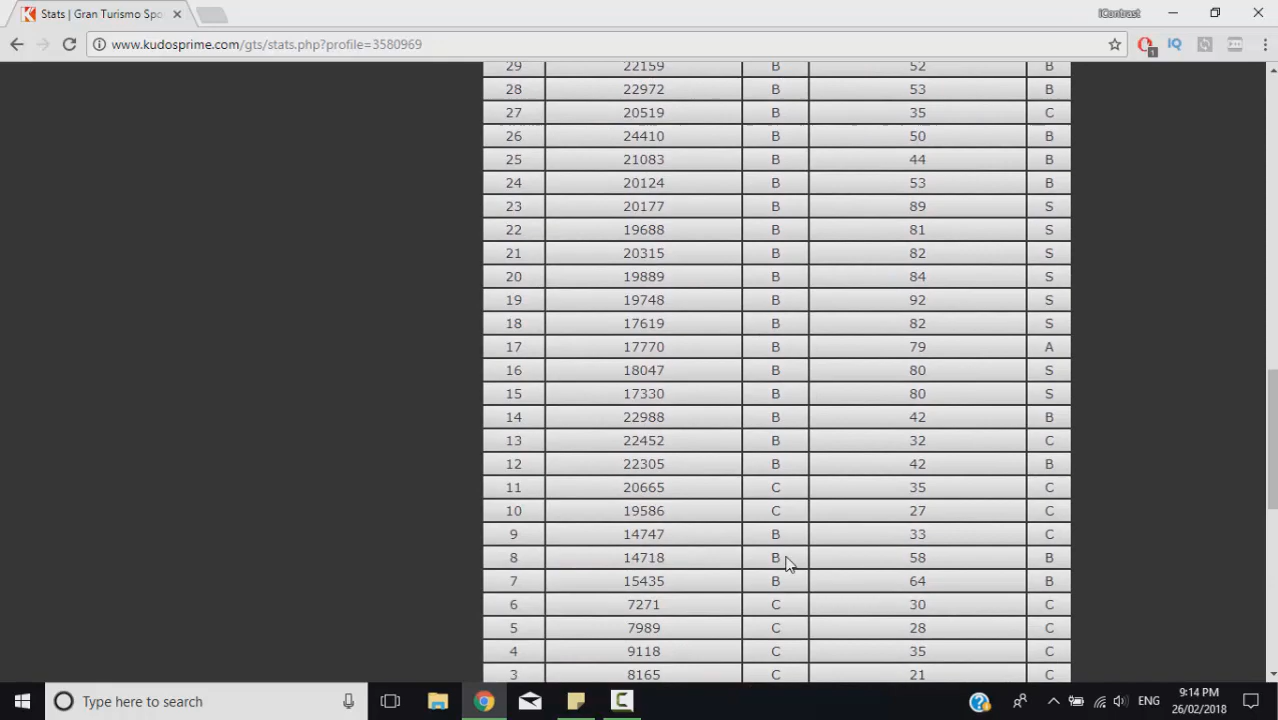 Stats | Gran Turismo Spo
iContrast
www.kudosprime.com/gts/stats.php?profile=3580969
1
IQ
29 22159 B 52 B
28 22972 B 53 B
27 20519 B 35 C
26 24410 B 50 B
25 21083 B 44 B
24 20124 B 53 B
23 20177 B 89 S
22 19688 B 81 S
21 20315 B 82 S
20 19889 B 84 S
19 19748 B 92 S
18 17619 B 82 S
17 17770 B 79 A
16 18047 B 80 S
15 17330 B 80 S
14 22988 B 42 B
13 22452 B 32 C
12 22305 B 42 B
11 20665 C 35 C
10 19586 C 27 C
9 14747 B 33 C
8 14718 B 58 B
7 15435 B 64 B
6 7271 C 30 C
5 7989 C 28 C
4 9118 C 35 C
3 8165 C 21 C
Type here to search
ENG
9:14 PM
26/02/2018